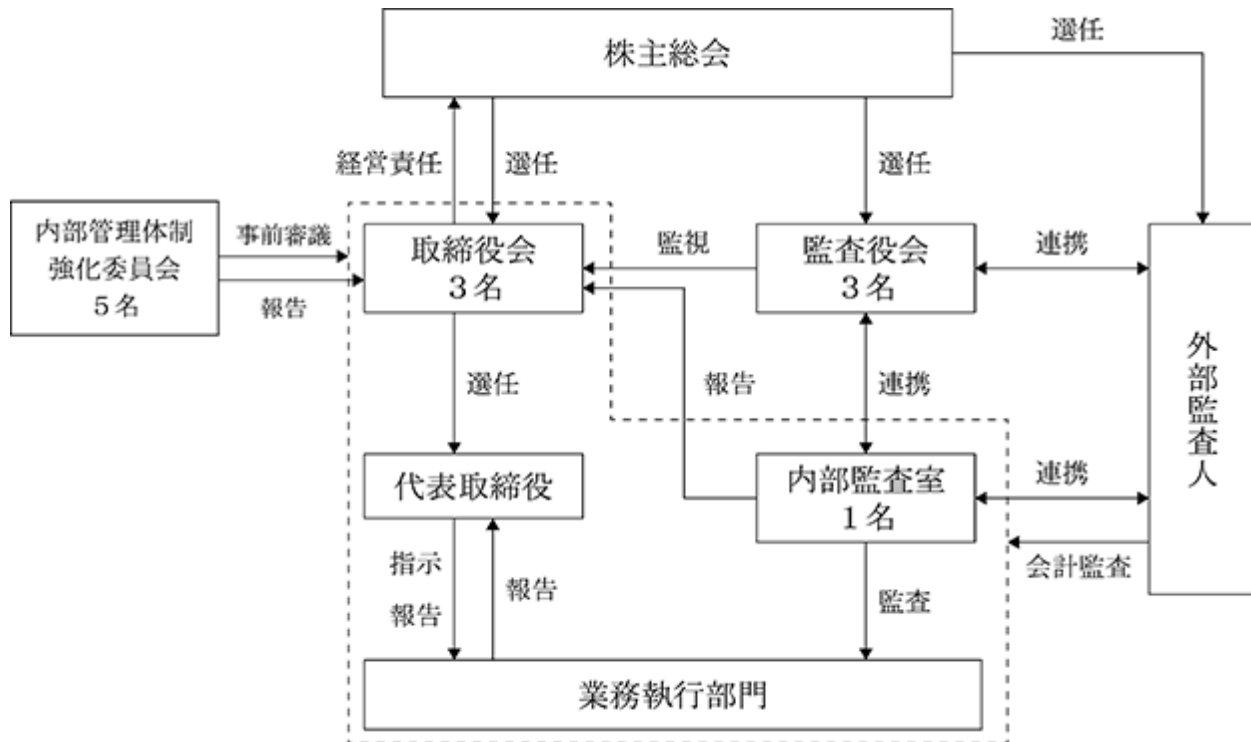 株主総会
選任
経営責任
選任
選任
内部管理体制
強化委員会
5名
事前審議
報告
取締役会
3名
監視
監査役会
3名
連携
選任
報告
連携
外部監査人
代表取締役
内部監査室
1名
連携
会計監査
指示
報告
報告
監査
業務執行部門